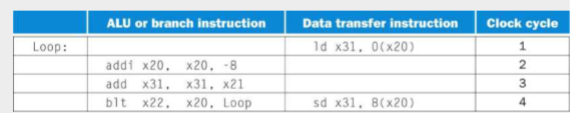 ALU or branch instruction Data transfer instruction Clock cycle
Loop: ld x31, 0(x20) 1
addi x20, x20, -8 2
add x31, x31, x21 3
blt x22, x20, Loop sd x31, 8(x20) 4